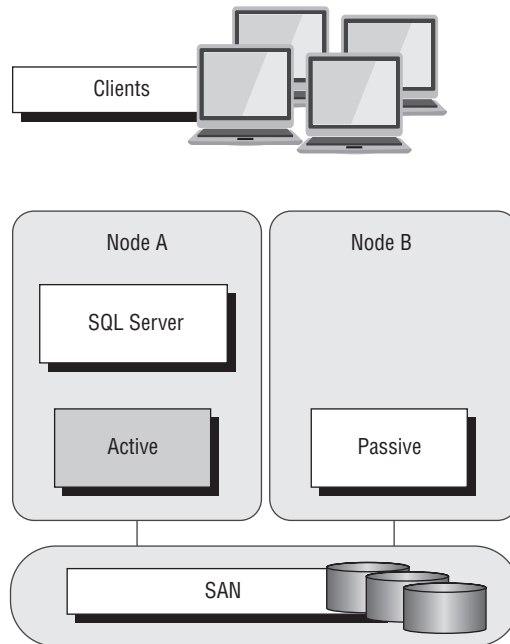 Clients
Node A
Node B
SQL Server
Active
Passive
SAN